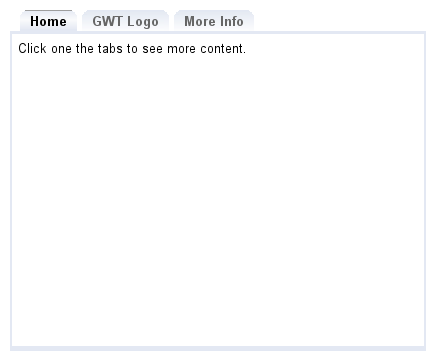 Home GWT Logo More Info
Click one the tabs to see more content.